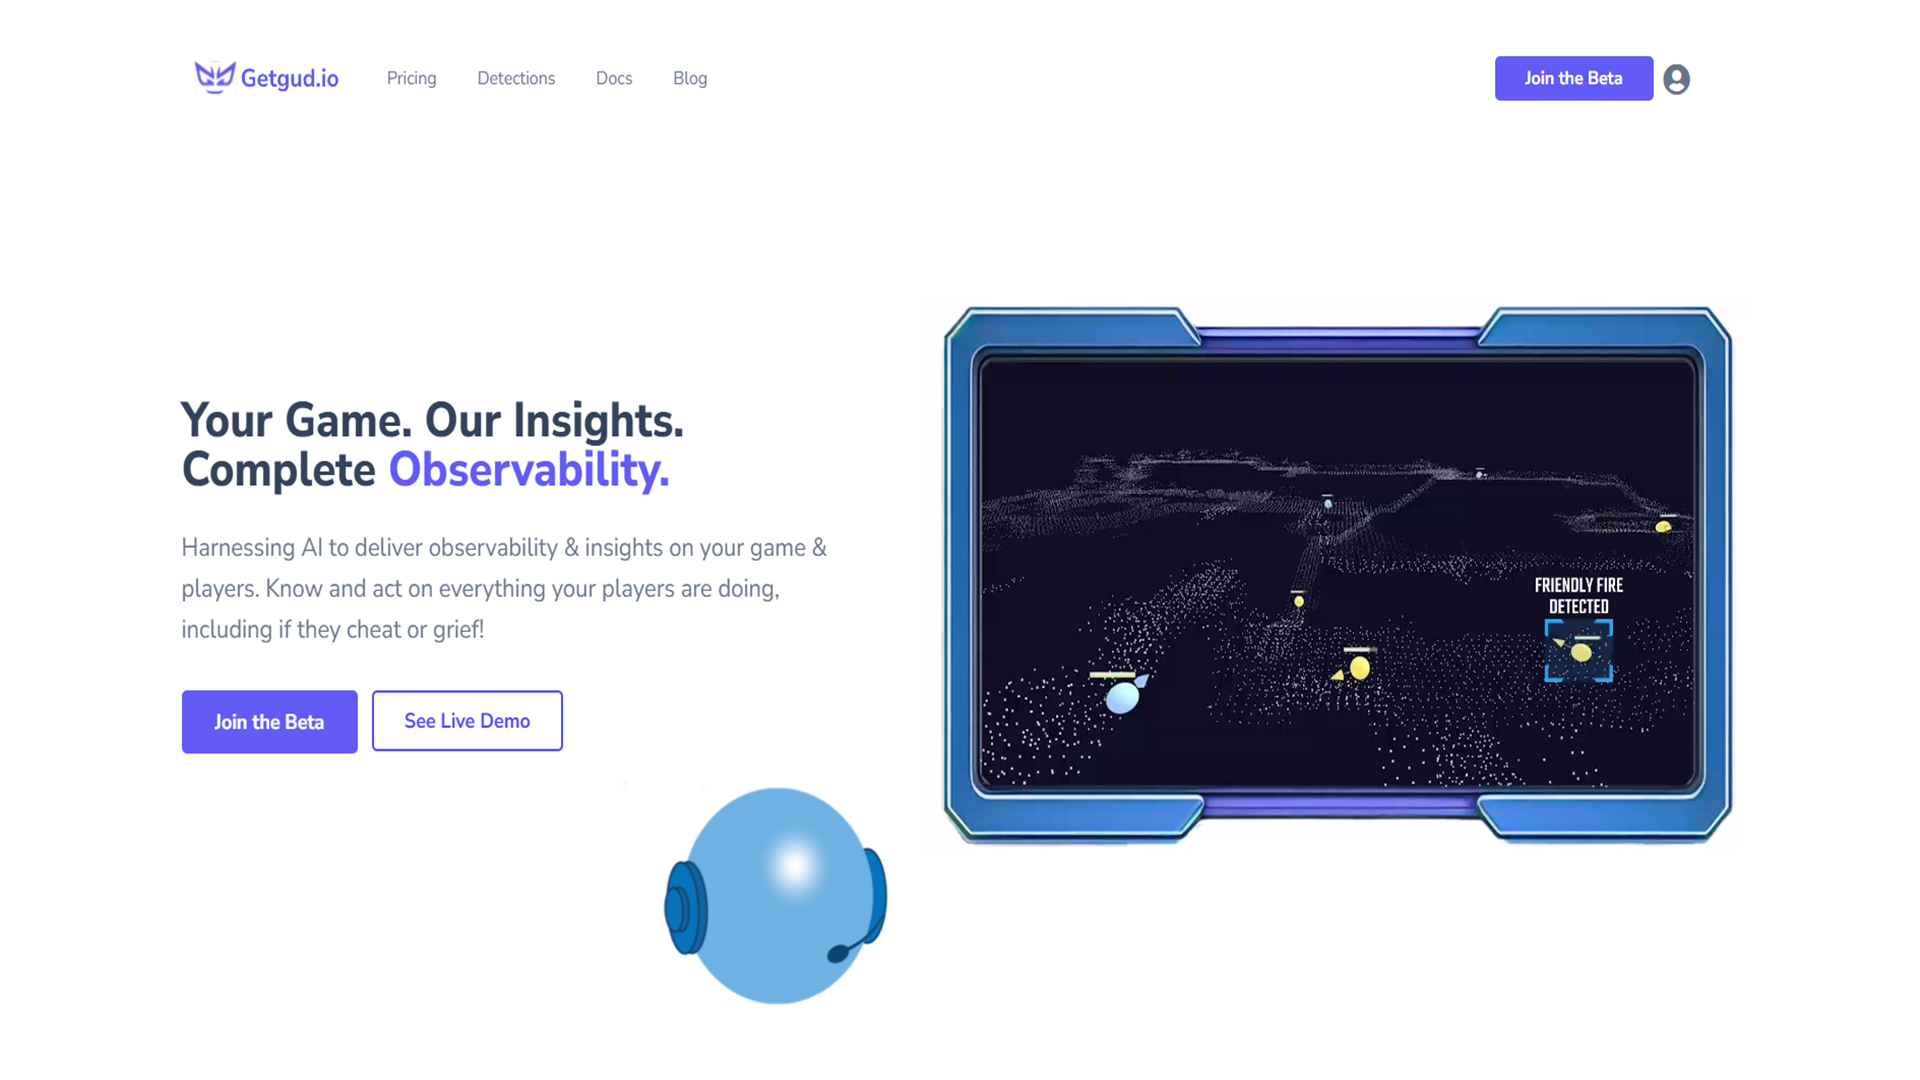 Getgud.io
Pricing
Detections
Docs
Blog
Join the Beta
Your Game. Our Insights.
Complete Observability.
Harnessing AI to deliver observability & insights on your game &
players. Know and act on everything your players are doing,
including if they cheat or grief!
Join the Beta
See Live Demo
FRIENDLY FIRE
DETECTED